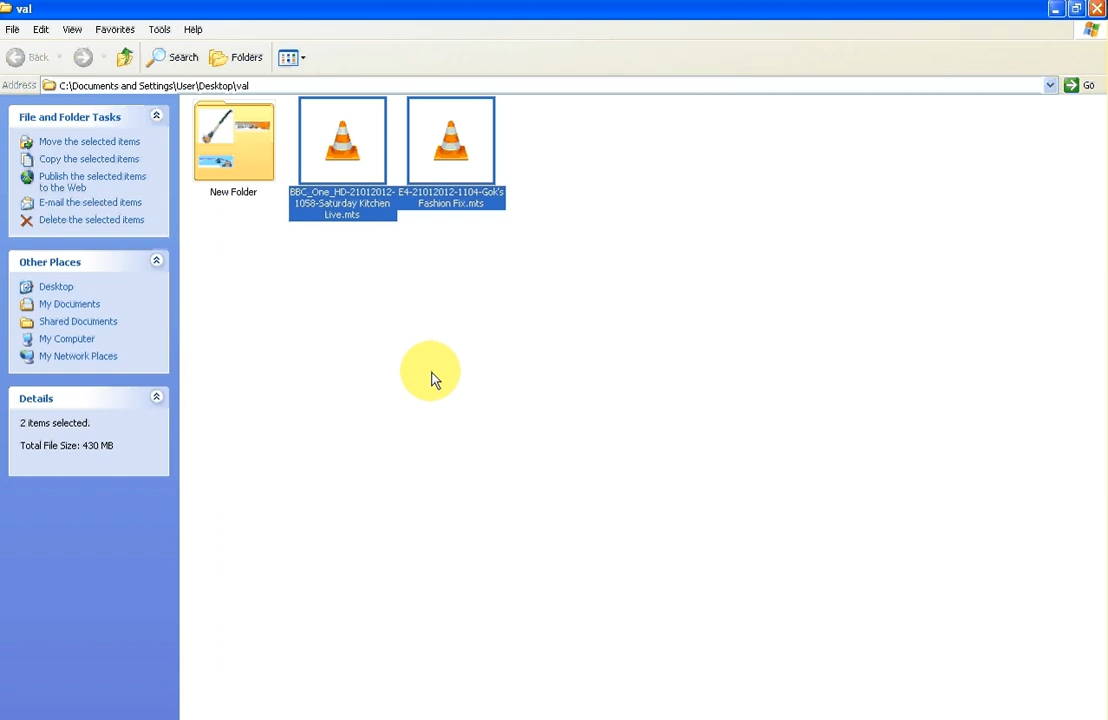 val
File Edit View Favorites Tools Help
Back Search Folders
Address C:\Documents and Settings\User\Desktop\val Go
File and Folder Tasks
Move the selected items
Copy the selected items
Publish the selected items
to the Web
E-mail the selected items
Delete the selected items
Other Places
Desktop
My Documents
Shared Documents
My Computer
My Network Places
Details
2 items selected.
Total File Size: 430 MB
New Folder
BBC_One_HD-21012012-
1058-Saturday Kitchen
Live.mts
E4-21012012-1104-Gok's
Fashion Fix.mts